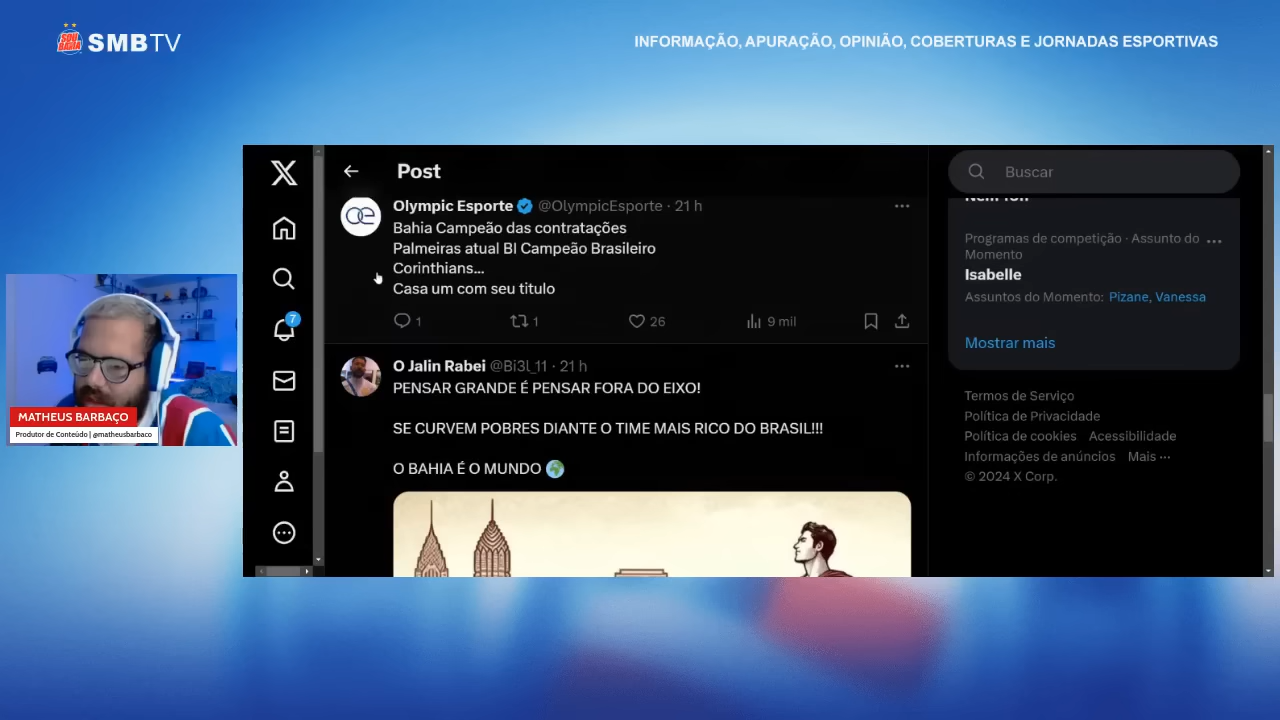 SOU
BAHIA
SMBTV
INFORMAÇÃO, APURAÇÃO, OPINIÃO, COBERTURAS E JORNADAS ESPORTIVAS
Post
Olympic Esporte @OlympicEsporte · 21 h
Bahia Campeão das contratações
Palmeiras atual BI Campeão Brasileiro
Corinthians...
Casa um com seu titulo
1
1
26
9 mil
O Jalin Rabei @Bi3l_11 · 21 h
PENSAR GRANDE É PENSAR FORA DO EIXO!
SE CURVEM POBRES DIANTE O TIME MAIS RICO DO BRASIL!!!
O BAHIA É O MUNDO
7
Buscar
Programas de competição · Assunto do
Momento
Isabelle
Assuntos do Momento: Pizane, Vanessa
Mostrar mais
Termos de Serviço
Política de Privacidade
Política de cookies Acessibilidade
Informações de anúncios Mais ···
© 2024 X Corp.
MATHEUS BARBAÇO
Produtor de Conteúdo | @matheusbarbaco